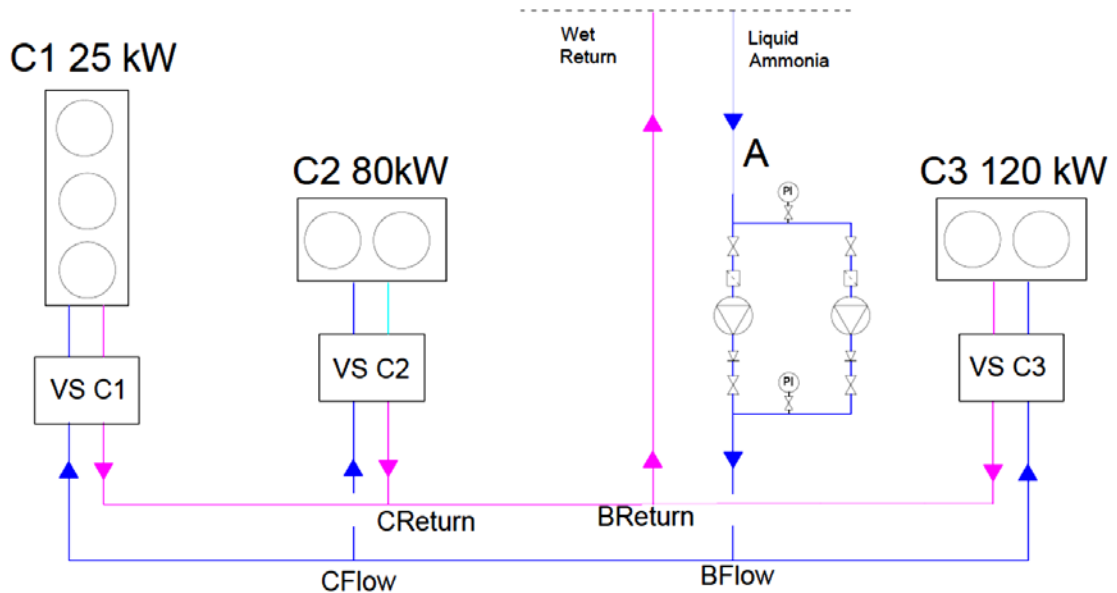 Wet
Return
Liquid
Ammonia
C1 25 kW
A
C2 80kW
C3 120 kW
PI
VS C1
VS C2
VS C3
PI
CReturn
BReturn
CFlow
BFlow